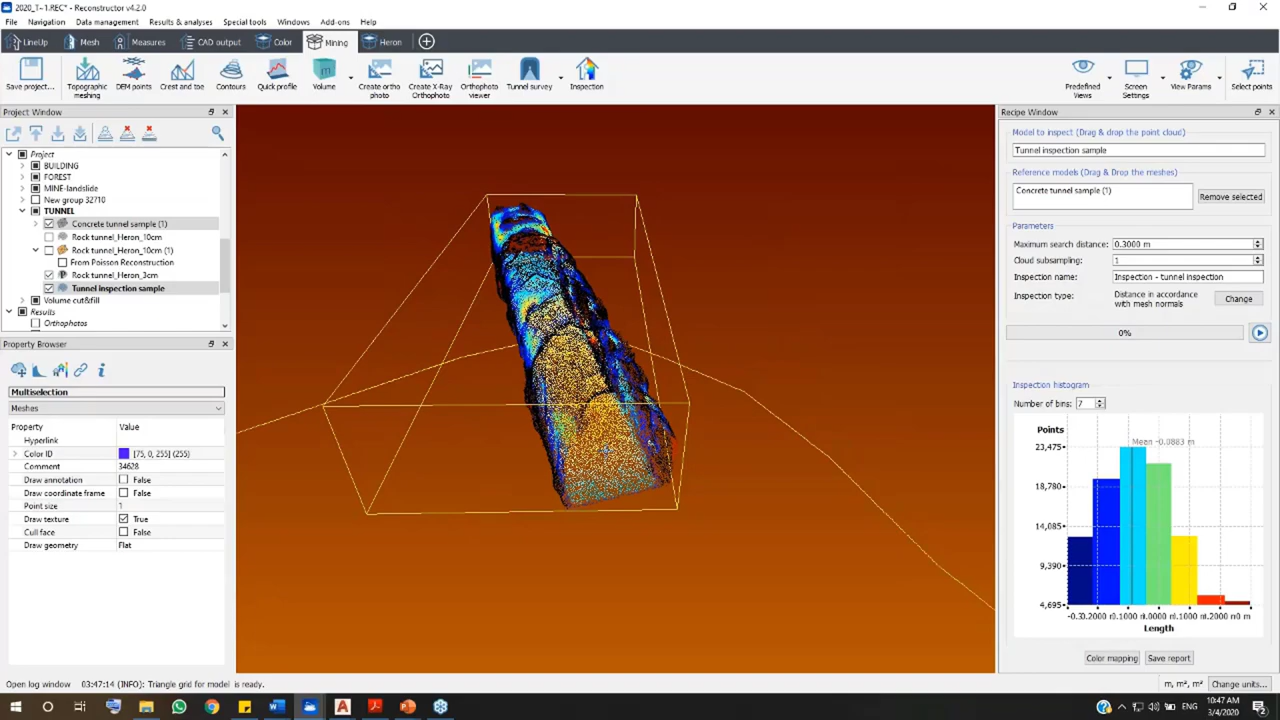 2020_T~1.REC* - Reconstructor v4.2.0
File Navigation Data management Results & analyses Special tools Windows Add-ons Help
LineUp Mesh Measures CAD output Color Mining Heron
Save project... Topographic meshing DEM points Crest and toe Contours Quick profile Volume Create ortho photo Create X-Ray Orthophoto Orthophoto viewer Tunnel survey Inspection Predefined Views Screen Settings View Params Select points
Project Window
Project
BUILDING
FOREST
MINE-landslide
New group 32710
TUNNEL
Concrete tunnel sample (1)
Rock tunnel_Heron_10cm
Rock tunnel_Heron_10cm (1)
From Poisson Reconstruction
Rock tunnel_Heron_3cm
Tunnel inspection sample
Volume cut&fill
Results
Orthophotos
Property Browser
Multiselection
Meshes
Property Value
Hyperlink
Color ID [75, 0, 255] (255)
Comment 34628
Draw annotation False
Draw coordinate frame False
Point size 1
Draw texture True
Cull face False
Draw geometry Flat
Recipe Window
Model to inspect (Drag & drop the point cloud)
Tunnel inspection sample
Reference models (Drag & Drop the meshes)
Concrete tunnel sample (1)
Remove selected
Parameters
Maximum search distance: 0.3000 m
Cloud subsampling: 1
Inspection name: Inspection - tunnel inspection
Inspection type: Distance in accordance with mesh normals Change
0%
Inspection histogram
Number of bins: 7
Points
Mean -0.0883 m
23,475
18,780
14,085
9,390
4,695
Length
Color mapping Save report
Open log window 03:47:14 (INFO): Triangle grid for model is ready.
m, m², m³ Change units...
ENG
10:47 AM
3/4/2020
2